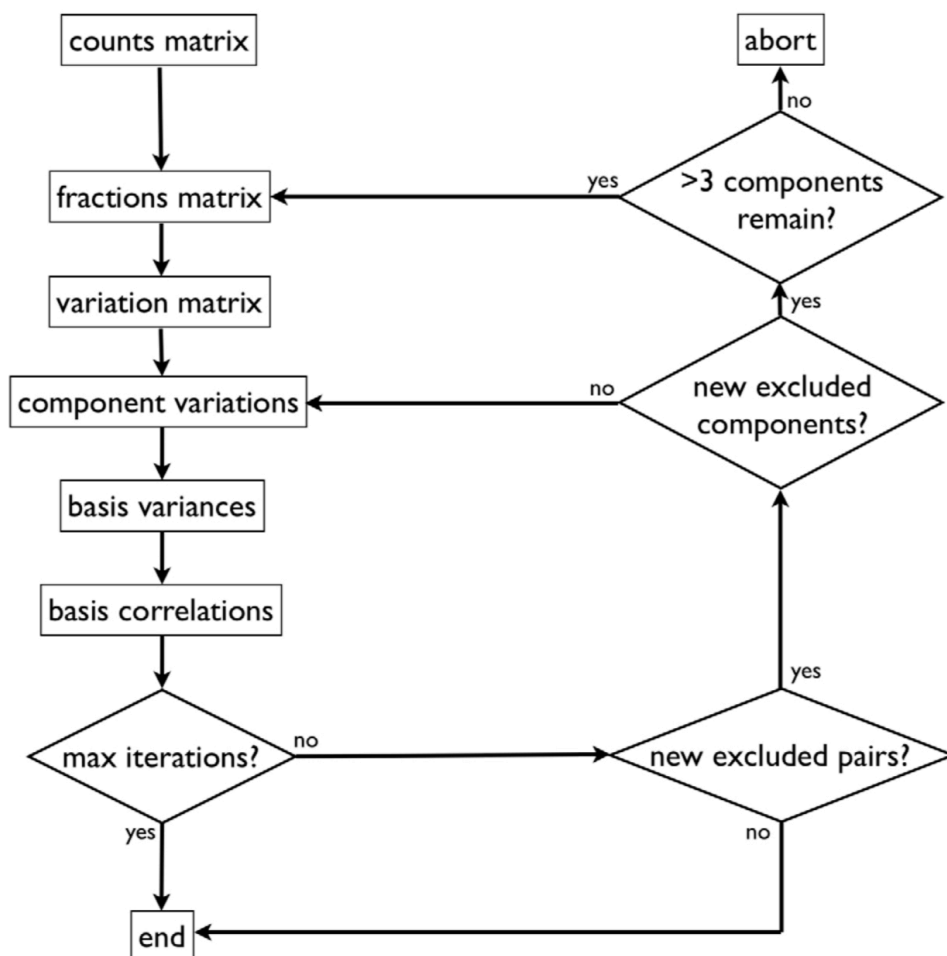 counts matrix
abort
no
>3 components
remain?
yes
fractions matrix
yes
variation matrix
new excluded
components?
no
component variations
basis variances
basis correlations
yes
max iterations?
no
new excluded pairs?
yes
no
end